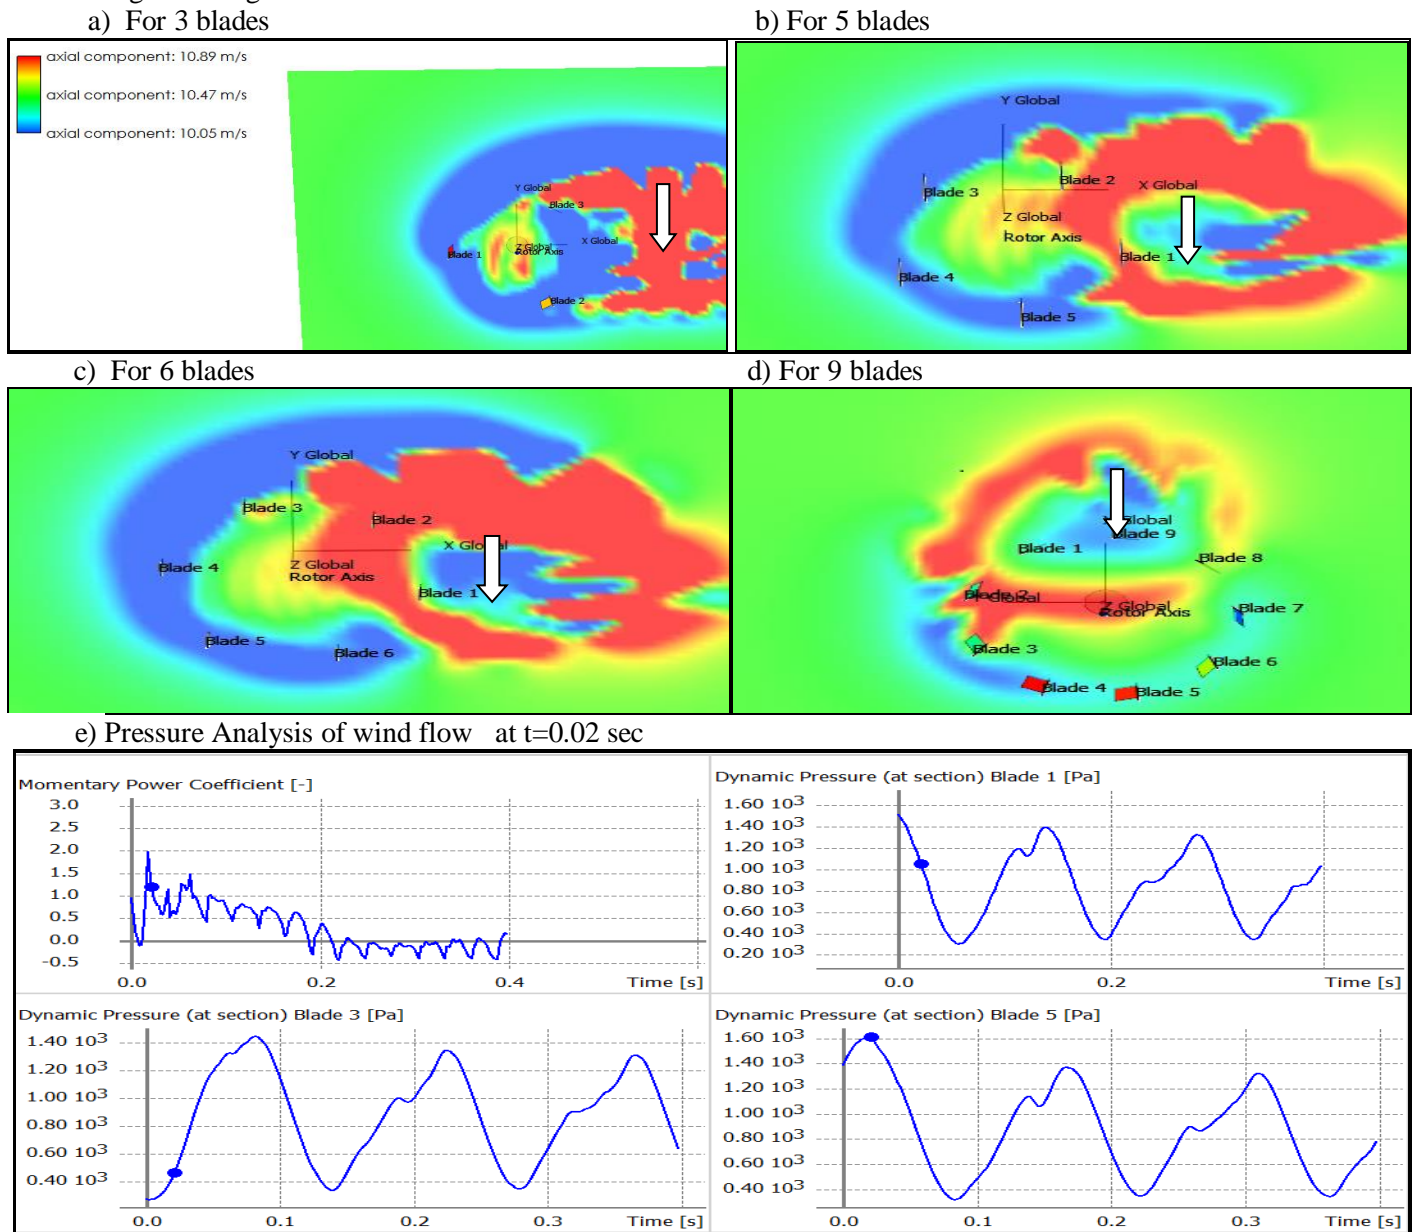 a) For 3 blades
b) For 5 blades
axial component: 10.89 m/s
axial component: 10.47 m/s
axial component: 10.05 m/s
Y Global
Blade 3
X Global
Z Global
Rotor Axis
Blade 1
Blade 2
Y Global
Blade 2
Blade 3
X Global
Z Global
Rotor Axis
Blade 1
Blade 4
Blade 5
c) For 6 blades
d) For 9 blades
Y Global
Blade 3
Blade 2
X Global
Z Global
Blade 4
Rotor Axis
Blade 1
Blade 5
Blade 6
Global
Blade 9
Blade 1
Blade 8
Blade 2
Global
Z Global
Rotor Axis
Blade 7
Blade 3
Blade 6
Blade 4
Blade 5
e) Pressure Analysis of wind flow at t=0.02 sec
Momentary Power Coefficient [-]
3.0
2.5
2.0
1.5
1.0
0.5
0.0
-0.5
0.0 0.2 0.4 Time [s]
Dynamic Pressure (at section) Blade 1 [Pa]
1.60 10³
1.40 10³
1.20 10³
1.00 10³
0.80 10³
0.60 10³
0.40 10³
0.20 10³
0.0 0.2 Time [s]
Dynamic Pressure (at section) Blade 3 [Pa]
1.40 10³
1.20 10³
1.00 10³
0.80 10³
0.60 10³
0.40 10³
0.0 0.1 0.2 0.3 Time [s]
Dynamic Pressure (at section) Blade 5 [Pa]
1.60 10³
1.40 10³
1.20 10³
1.00 10³
0.80 10³
0.60 10³
0.40 10³
0.0 0.1 0.2 0.3 Time [s]